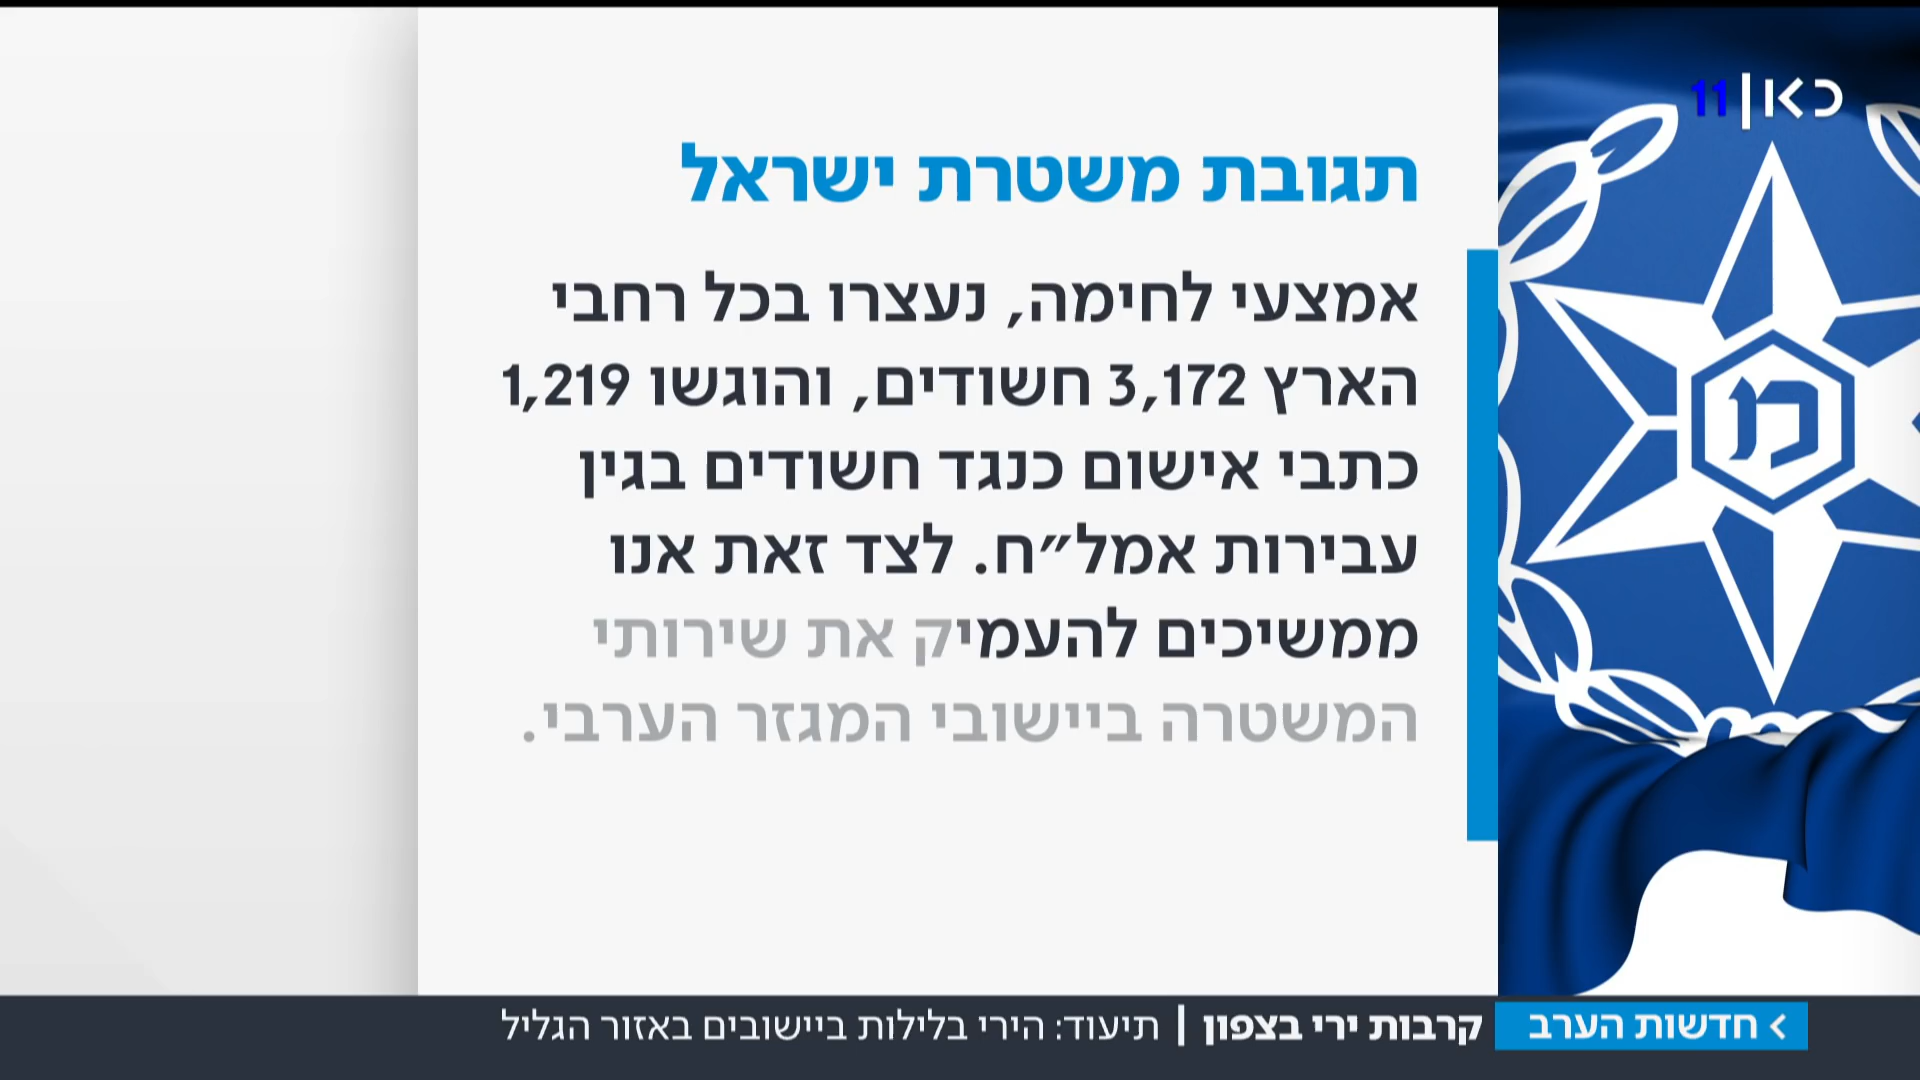 כאן|11
תגובת משטרת ישראל
אמצעי לחימה, נעצרו בכל רחבי
הארץ 3,172 חשודים, והוגשו 1,219
כתבי אישום כנגד חשודים בגין
עבירות אמל״ח. לצד זאת אנו
ממשיכים להעמיק את שירותי
המשטרה ביישובי המגזר הערבי.
מ
חדשות הערב
קרבות ירי בצפון | תיעוד: הירי בלילות ביישובים באזור הגליל